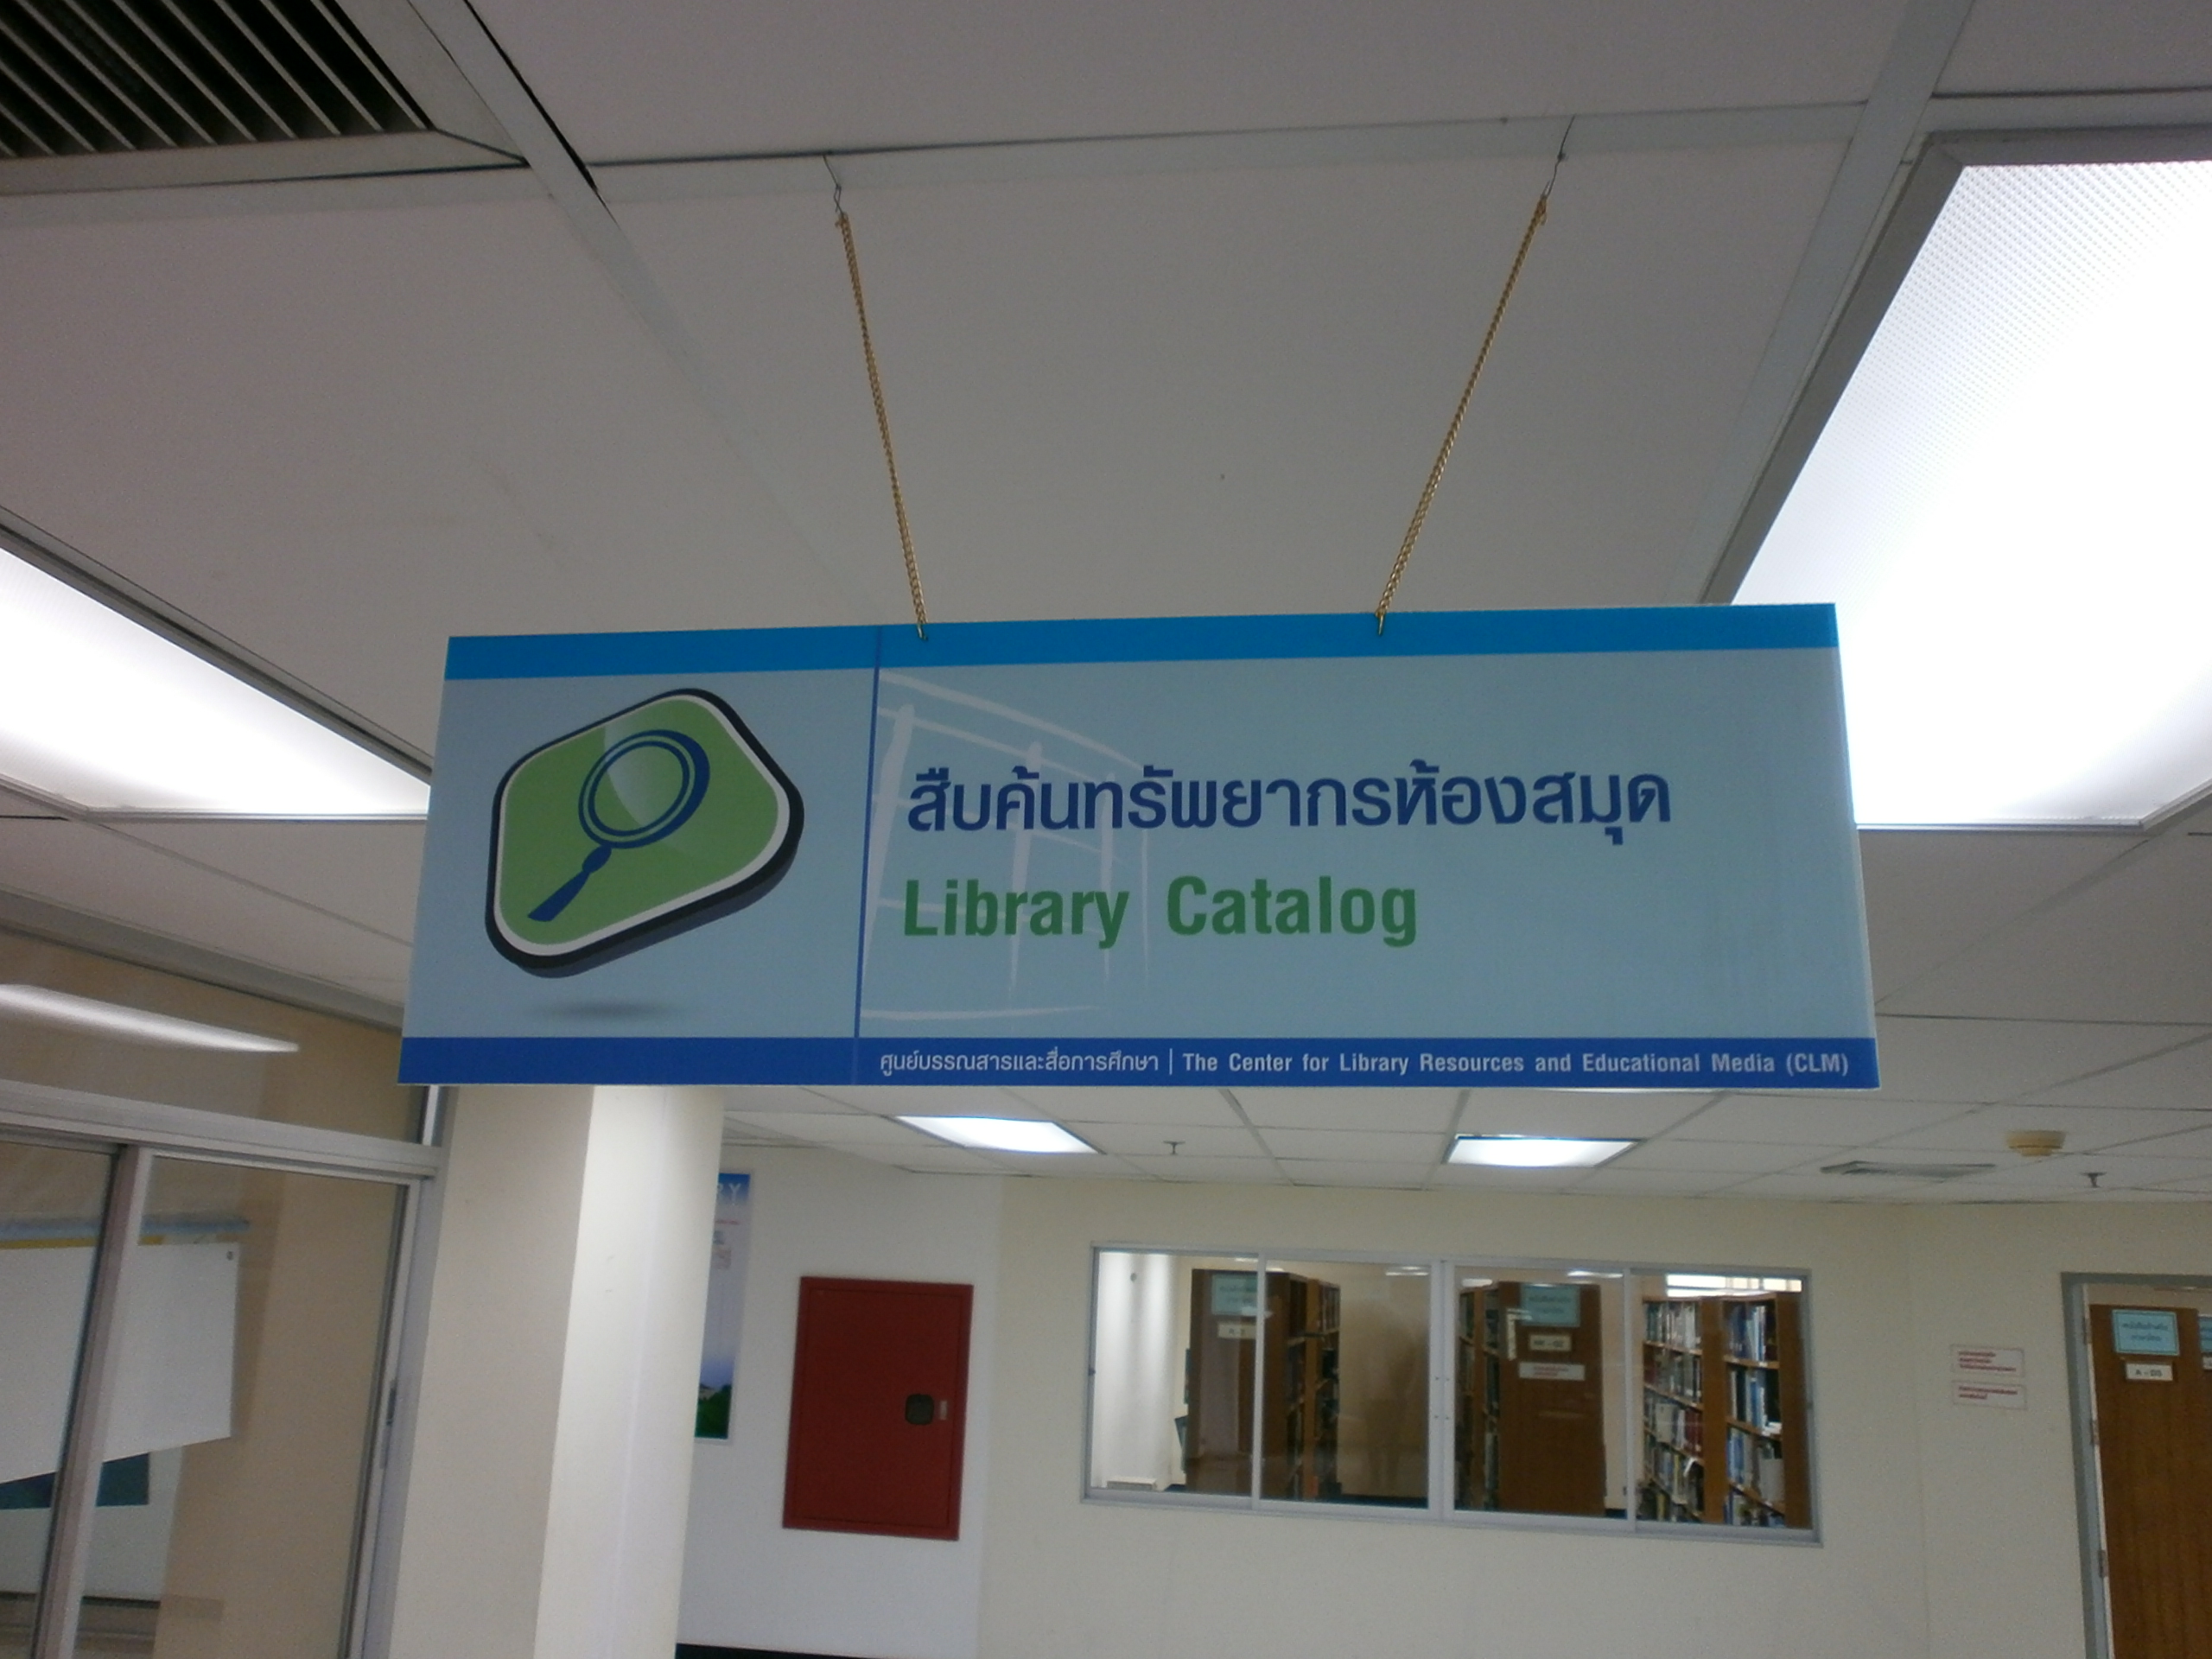 สืบค้นทรัพยากรห้องสมุด
Library Catalog
ศูนย์บรรณสารและสื่อการศึกษา | The Center for Library Resources and Educational Media (CLM)